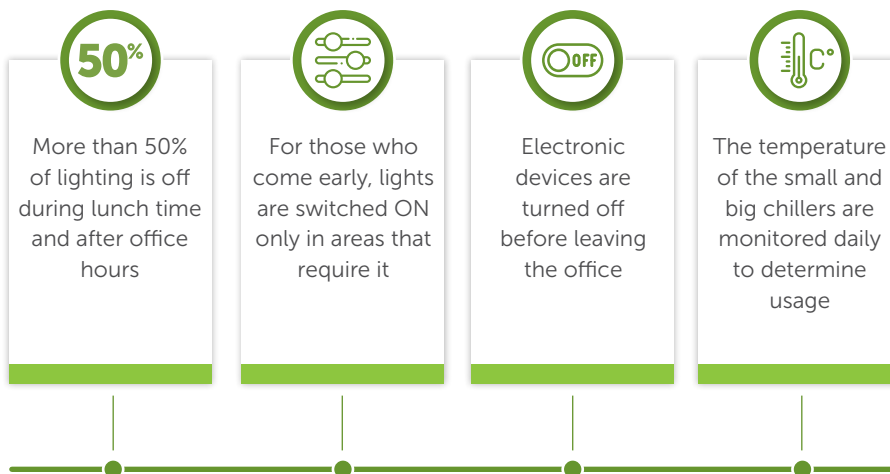 50%
More than 50%
of lighting is off
during lunch time
and after office
hours
For those who
come early, lights
are switched ON
only in areas that
require it
OFF
Electronic
devices are
turned off
before leaving
the office
C°
The temperature
of the small and
big chillers are
monitored daily
to determine
usage